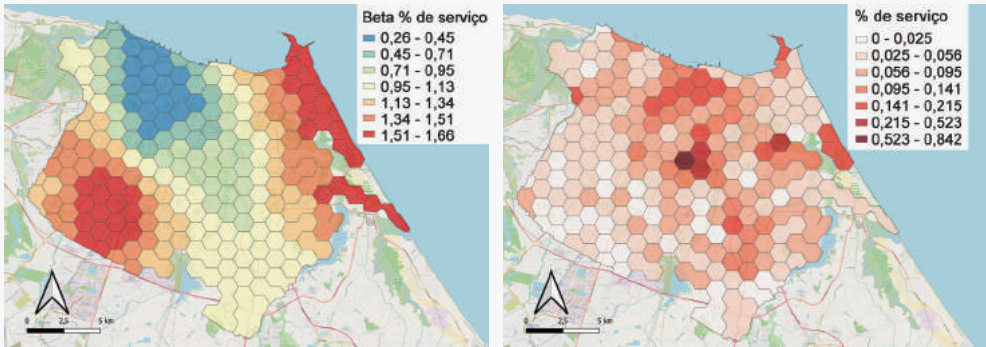 Beta % de serviço
0,26 - 0,45
0,45 - 0,71
0,71 - 0,95
0,95 - 1,13
1,13 - 1,34
1,34 - 1,51
1,51 - 1,66
0 2,5 5 km
% de serviço
0 - 0,025
0,025 - 0,056
0,056 - 0,095
0,095 - 0,141
0,141 - 0,215
0,215 - 0,523
0,523 - 0,842
0 2,5 5 km